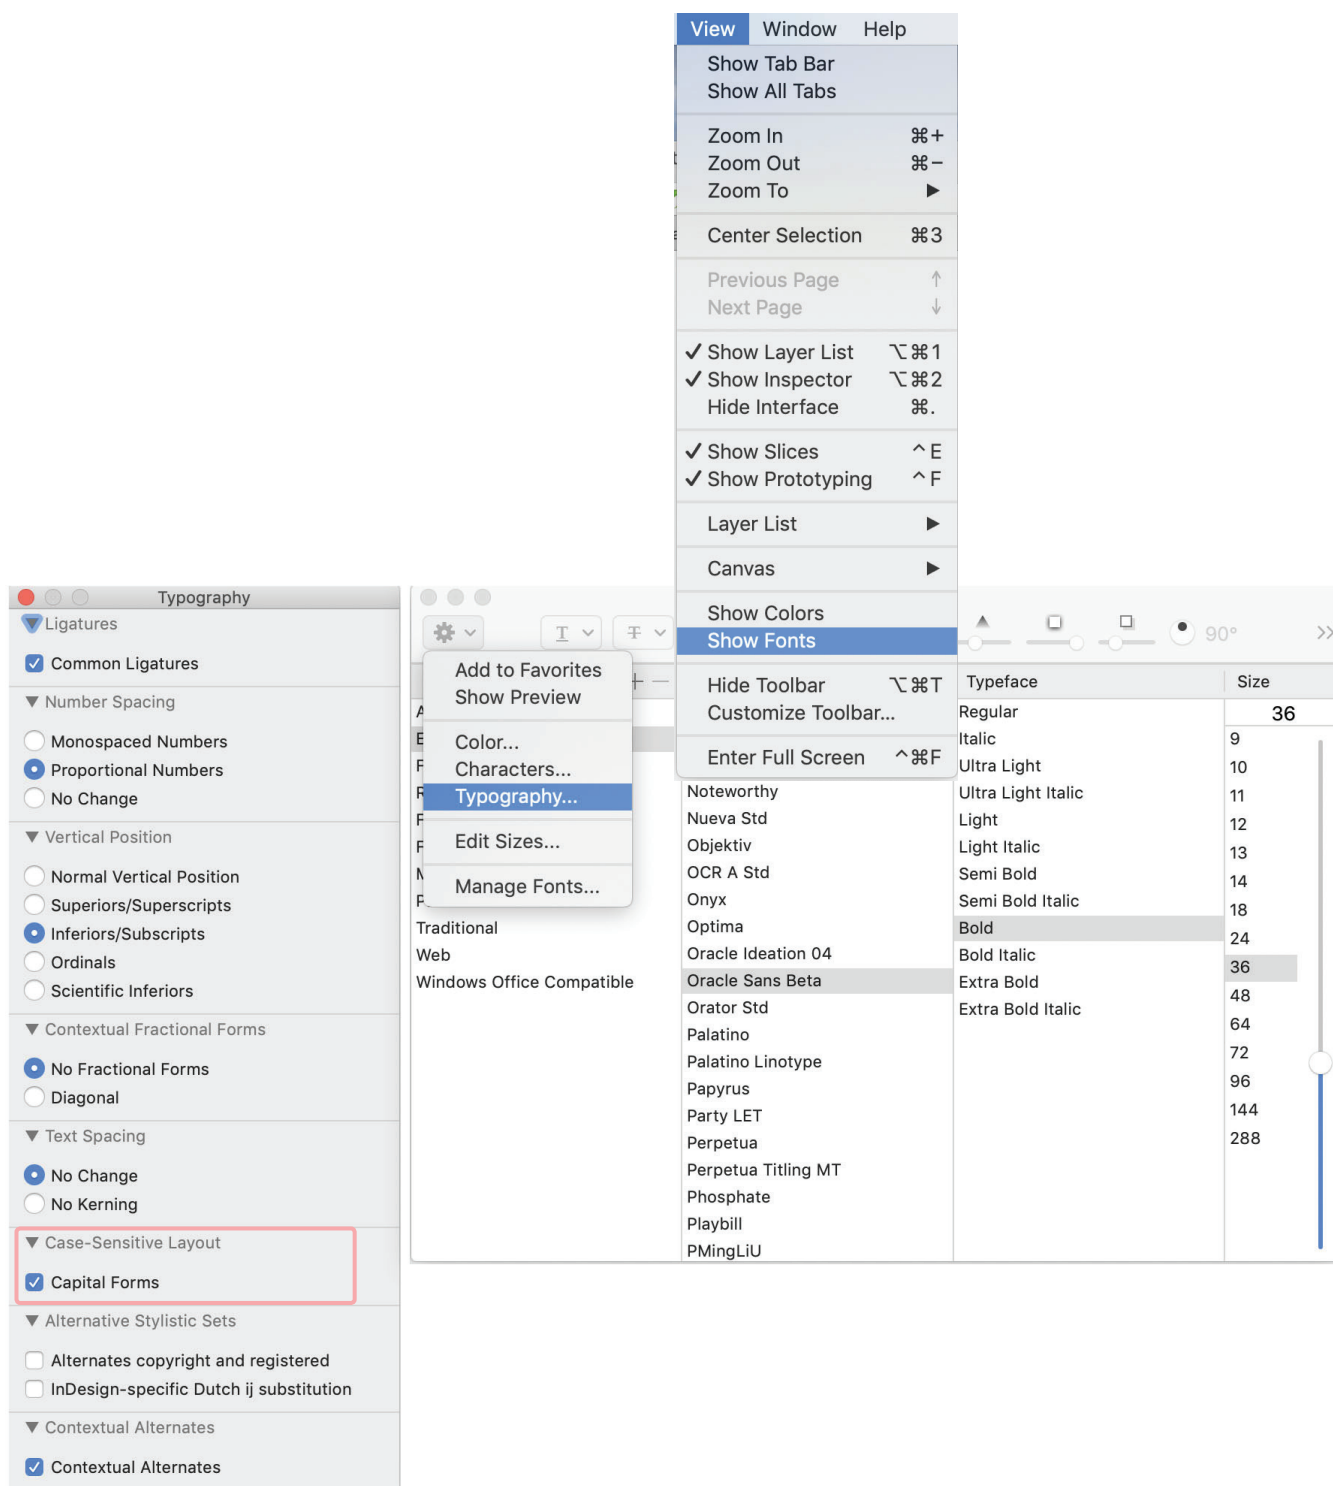 View Window Help
Show Tab Bar
Show All Tabs
Zoom In ⌘+
Zoom Out ⌘−
Zoom To ▶
Center Selection ⌘3
Previous Page ↑
Next Page ↓
✓ Show Layer List ⌥⌘1
✓ Show Inspector ⌥⌘2
Hide Interface ⌘.
✓ Show Slices ^E
✓ Show Prototyping ^F
Layer List ▶
Canvas ▶
Show Colors
Show Fonts
Hide Toolbar ⌥⌘T
Customize Toolbar...
Enter Full Screen ^⌘F
Typography
Ligatures
Common Ligatures
Number Spacing
Monospaced Numbers
Proportional Numbers
No Change
Vertical Position
Normal Vertical Position
Superiors/Superscripts
Inferiors/Subscripts
Ordinals
Scientific Inferiors
Contextual Fractional Forms
No Fractional Forms
Diagonal
Text Spacing
No Change
No Kerning
Case-Sensitive Layout
Capital Forms
Alternative Stylistic Sets
Alternates copyright and registered
InDesign-specific Dutch ij substitution
Contextual Alternates
Contextual Alternates
T T
90°
Add to Favorites
Show Preview
Color...
Characters...
Typography...
Edit Sizes...
Manage Fonts...
Traditional
Web
Windows Office Compatible
Noteworthy
Nueva Std
Objektiv
OCR A Std
Onyx
Optima
Oracle Ideation 04
Oracle Sans Beta
Orator Std
Palatino
Palatino Linotype
Papyrus
Party LET
Perpetua
Perpetua Titling MT
Phosphate
Playbill
PMingLiU
Typeface
Regular
Italic
Ultra Light
Ultra Light Italic
Light
Light Italic
Semi Bold
Semi Bold Italic
Bold
Bold Italic
Extra Bold
Extra Bold Italic
Size
36
9
10
11
12
13
14
18
24
36
48
64
72
96
144
288